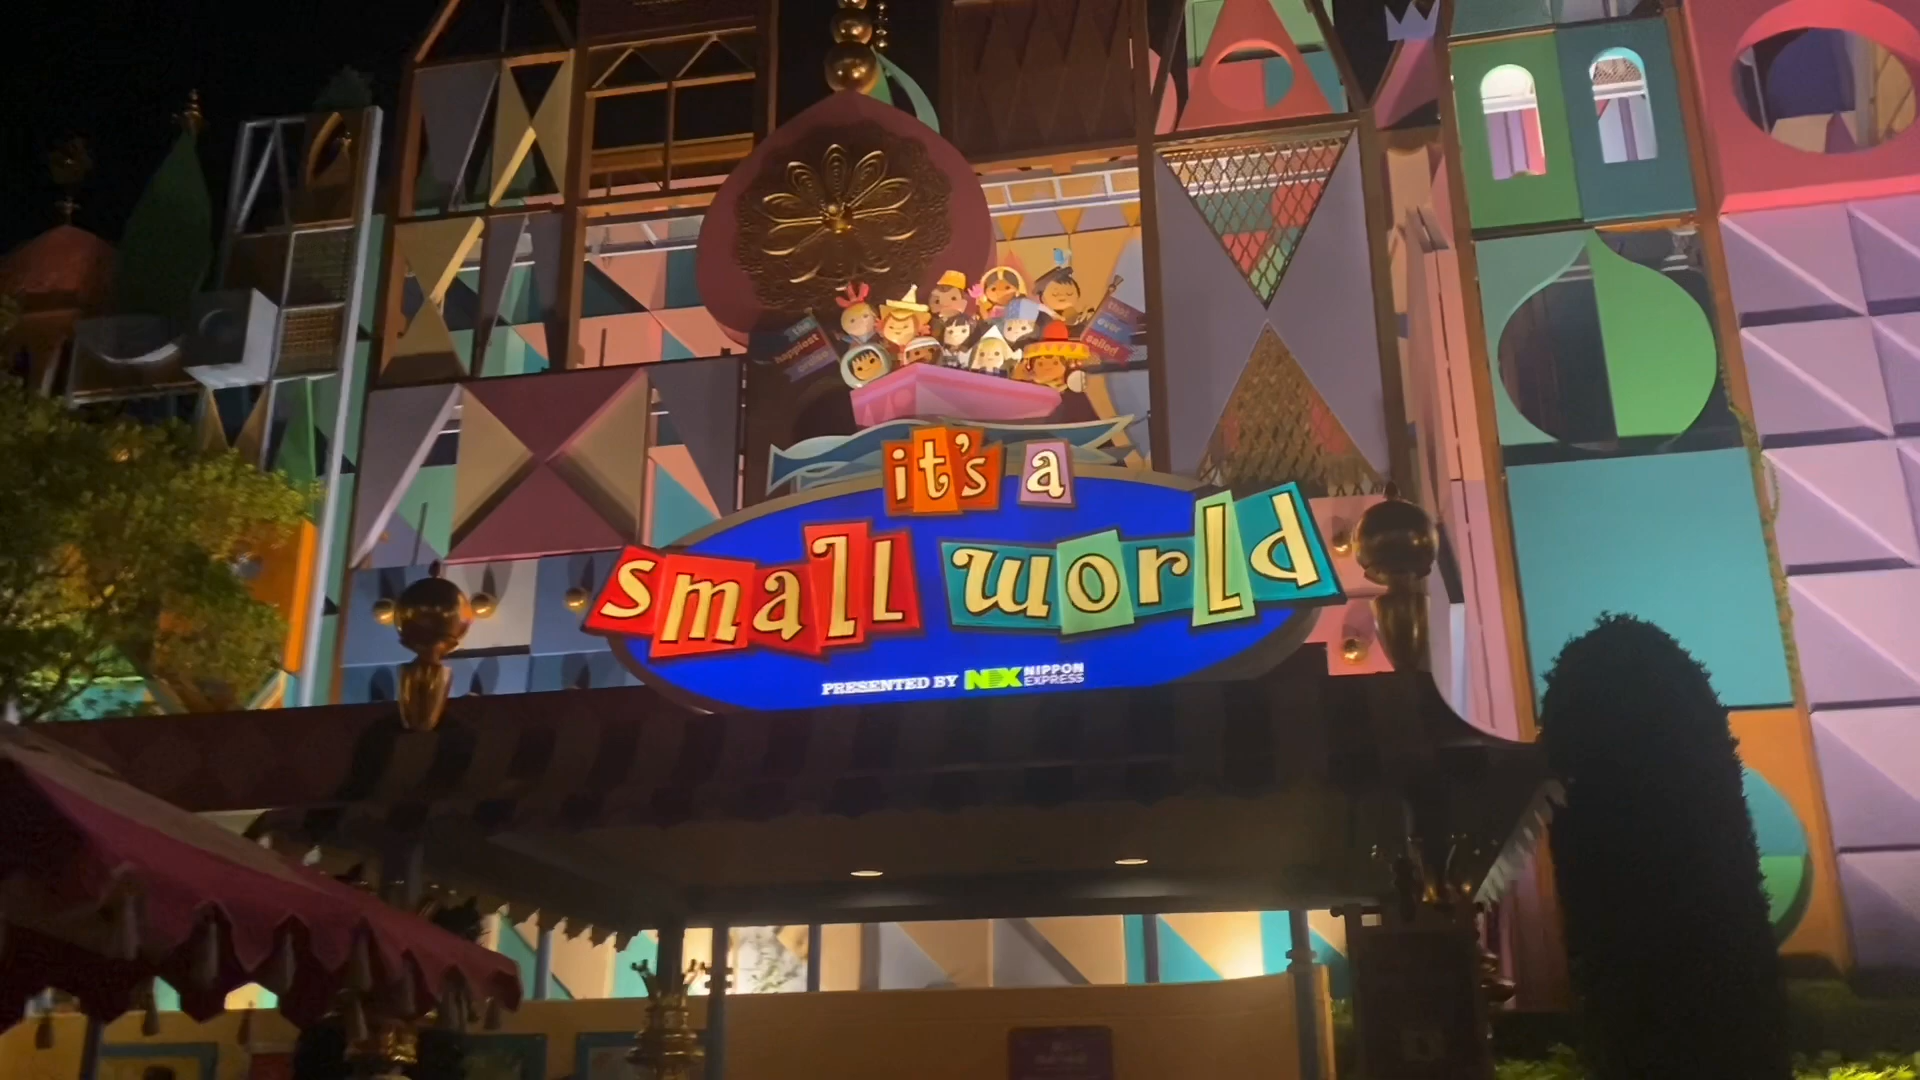 the
happiest
cruise
that
ever
sailed
it's a
small world
PRESENTED BY NX NIPPON
EXPRESS